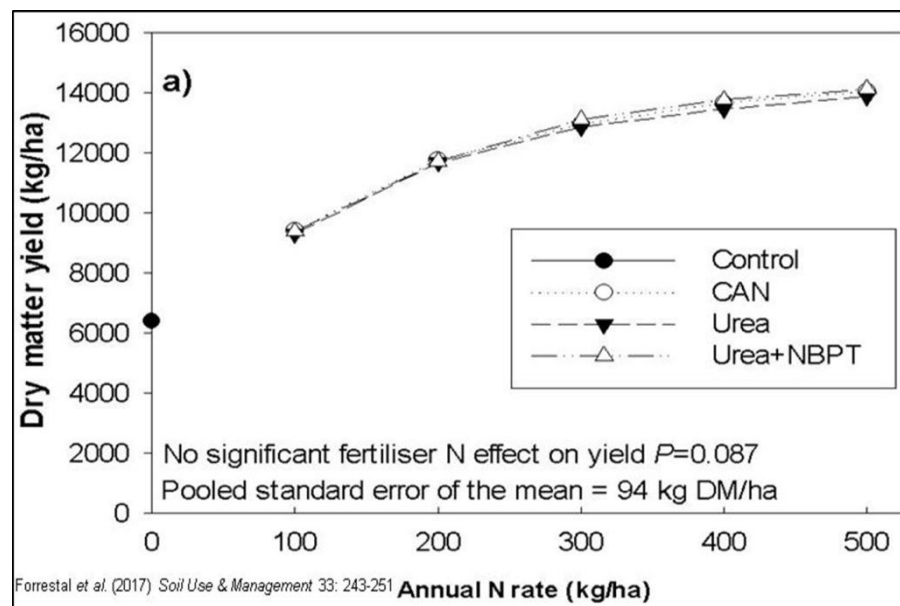 a)
Dry matter yield (kg/ha)
16000
14000
12000
10000
8000
6000
4000
2000
0
Control
CAN
Urea
Urea+NBPT
No significant fertiliser N effect on yield P=0.087
Pooled standard error of the mean = 94 kg DM/ha
0 100 200 300 400 500
Forrestal et al. (2017) Soil Use & Management 33: 243-251 Annual N rate (kg/ha)